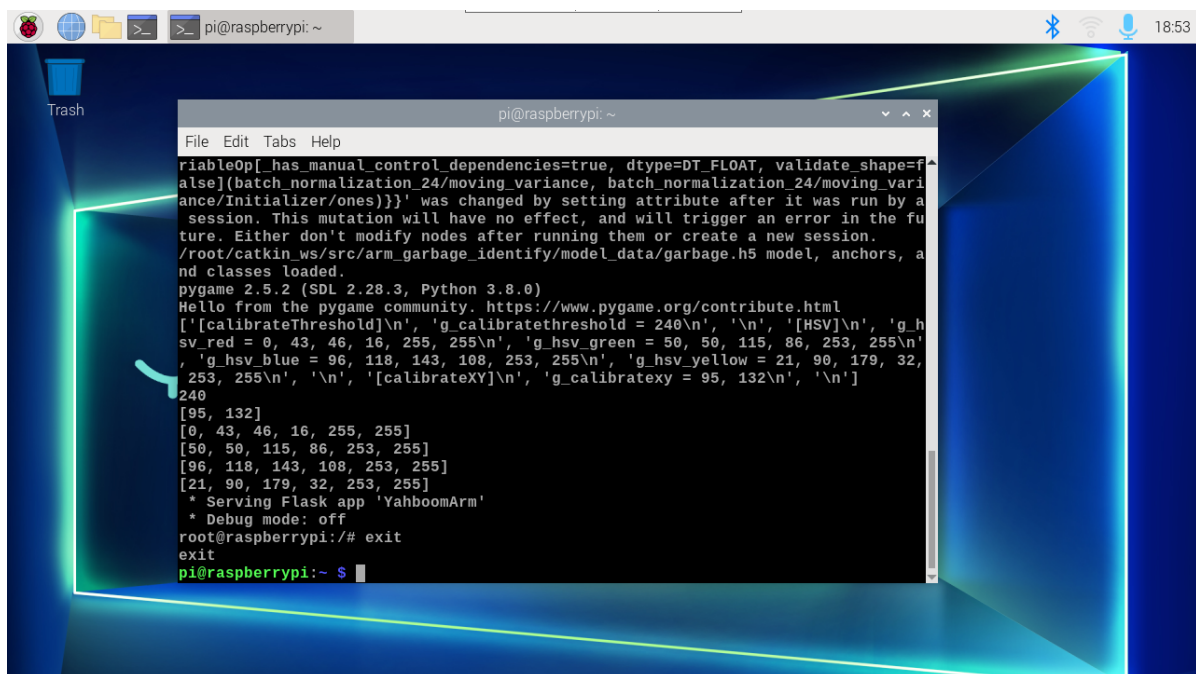 pi@raspberrypi: ~
18:53
Trash
pi@raspberrypi: ~
File Edit Tabs Help
riableOp[_has_manual_control_dependencies=true, dtype=DT_FLOAT, validate_shape=f
alse](batch_normalization_24/moving_variance, batch_normalization_24/moving_vari
ance/Initializer/ones)}}' was changed by setting attribute after it was run by a
 session. This mutation will have no effect, and will trigger an error in the fu
ture. Either don't modify nodes after running them or create a new session.
/root/catkin_ws/src/arm_garbage_identify/model_data/garbage.h5 model, anchors, a
nd classes loaded.
pygame 2.5.2 (SDL 2.28.3, Python 3.8.0)
Hello from the pygame community. https://www.pygame.org/contribute.html
['[calibrateThreshold]\n', 'g_calibratethreshold = 240\n', '\n', '[HSV]\n', 'g_h
sv_red = 0, 43, 46, 16, 255, 255\n', 'g_hsv_green = 50, 50, 115, 86, 253, 255\n'
, 'g_hsv_blue = 96, 118, 143, 108, 253, 255\n', 'g_hsv_yellow = 21, 90, 179, 32,
 253, 255\n', '\n', '[calibrateXY]\n', 'g_calibratexy = 95, 132\n', '\n']
240
[95, 132]
[0, 43, 46, 16, 255, 255]
[50, 50, 115, 86, 253, 255]
[96, 118, 143, 108, 253, 255]
[21, 90, 179, 32, 253, 255]
 * Serving Flask app 'YahboomArm'
 * Debug mode: off
root@raspberrypi:/# exit
exit
pi@raspberrypi:~ $